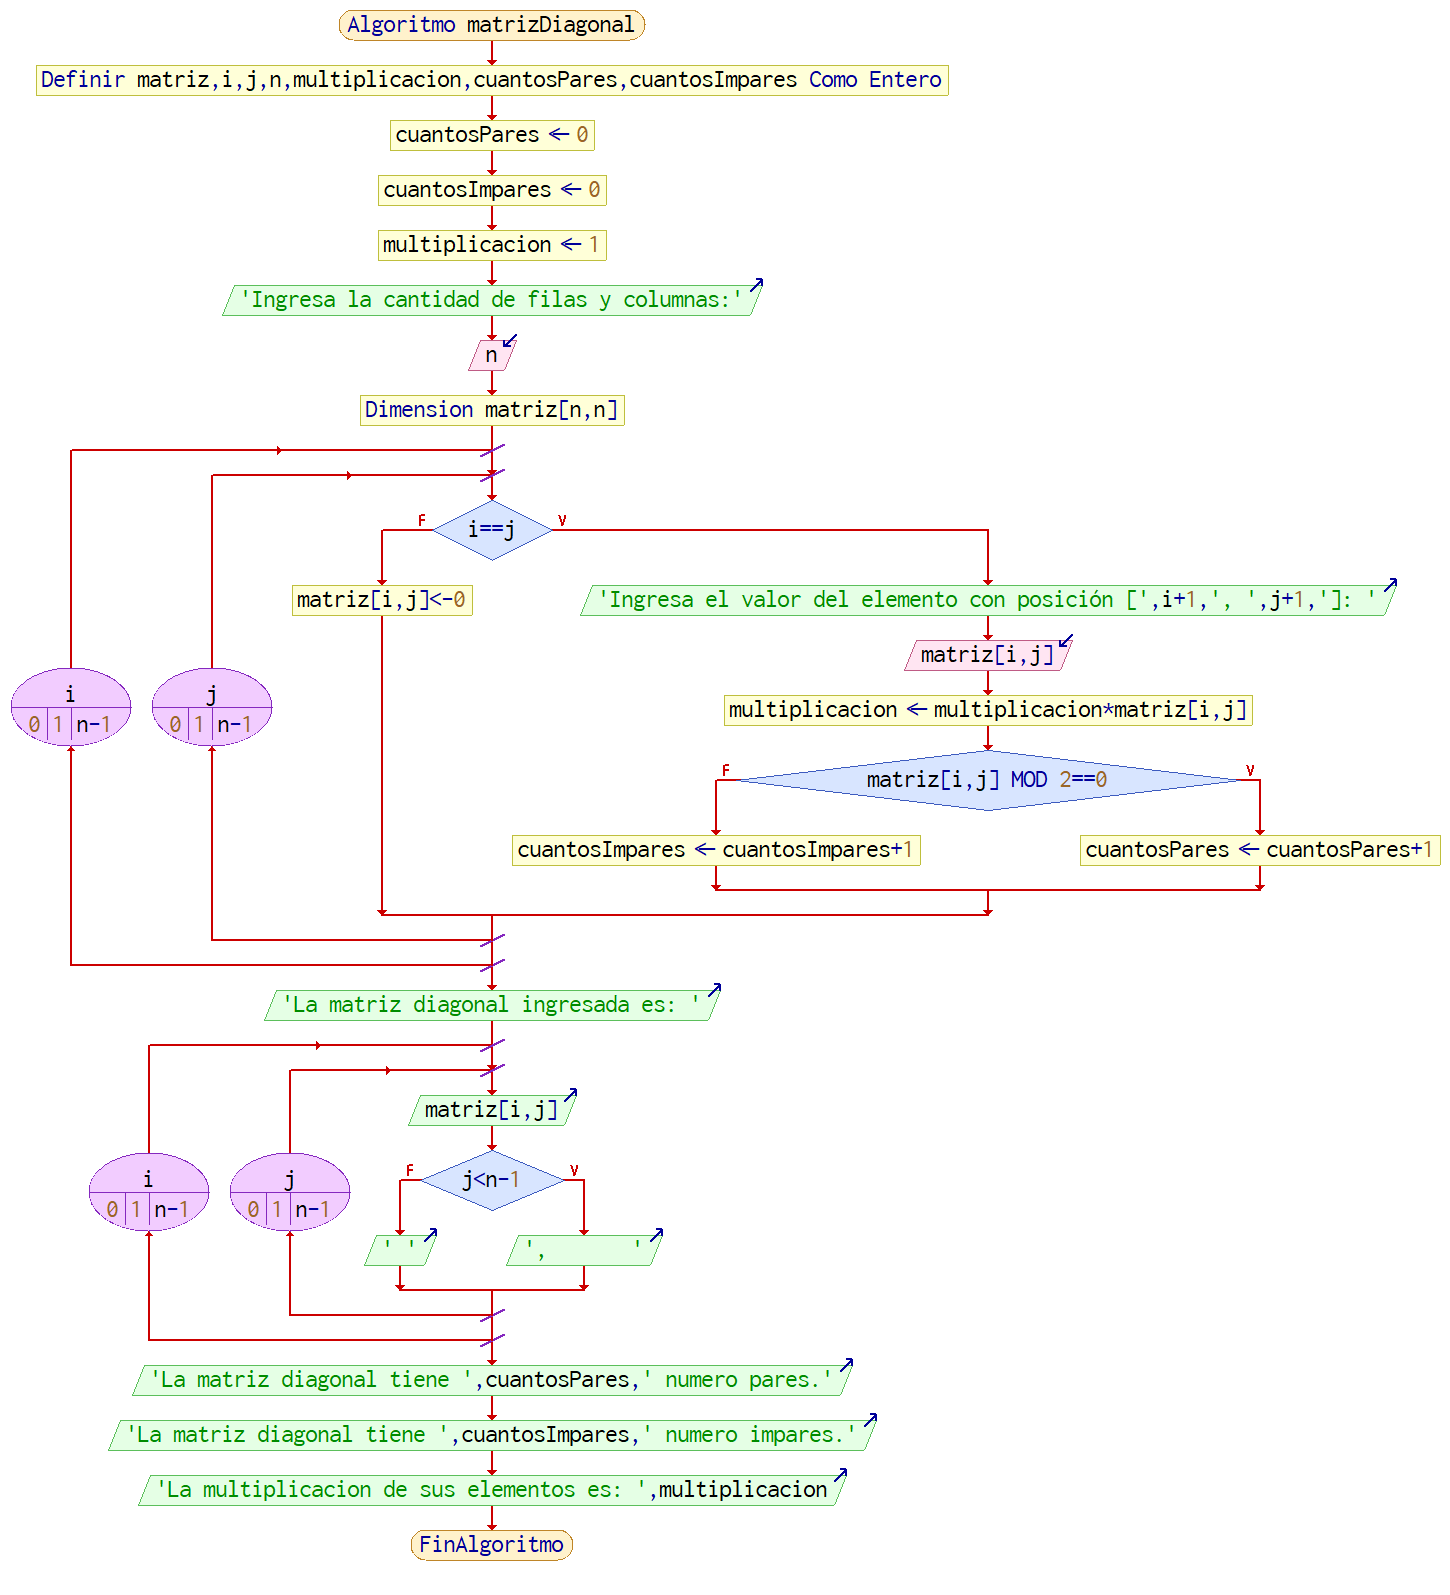 Algoritmo matrizDiagonal
Definir matriz,i,j,n,multiplicacion,cuantosPares,cuantosImpares Como Entero
cuantosPares ← 0
cuantosImpares ← 0
multiplicacion ← 1
'Ingresa la cantidad de filas y columnas:'
n
Dimension matriz[n,n]
i==j
F
V
matriz[i,j]<-0
'Ingresa el valor del elemento con posición [',i+1,', ',j+1,']: '
matriz[i,j]
i
0 1 n-1
j
0 1 n-1
multiplicacion ← multiplicacion*matriz[i,j]
matriz[i,j] MOD 2==0
F
V
cuantosImpares ← cuantosImpares+1
cuantosPares ← cuantosPares+1
'La matriz diagonal ingresada es: '
matriz[i,j]
i
0 1 n-1
j
0 1 n-1
j<n-1
F
V
' '
',       '
'La matriz diagonal tiene ',cuantosPares,' numero pares.'
'La matriz diagonal tiene ',cuantosImpares,' numero impares.'
'La multiplicacion de sus elementos es: ',multiplicacion
FinAlgoritmo